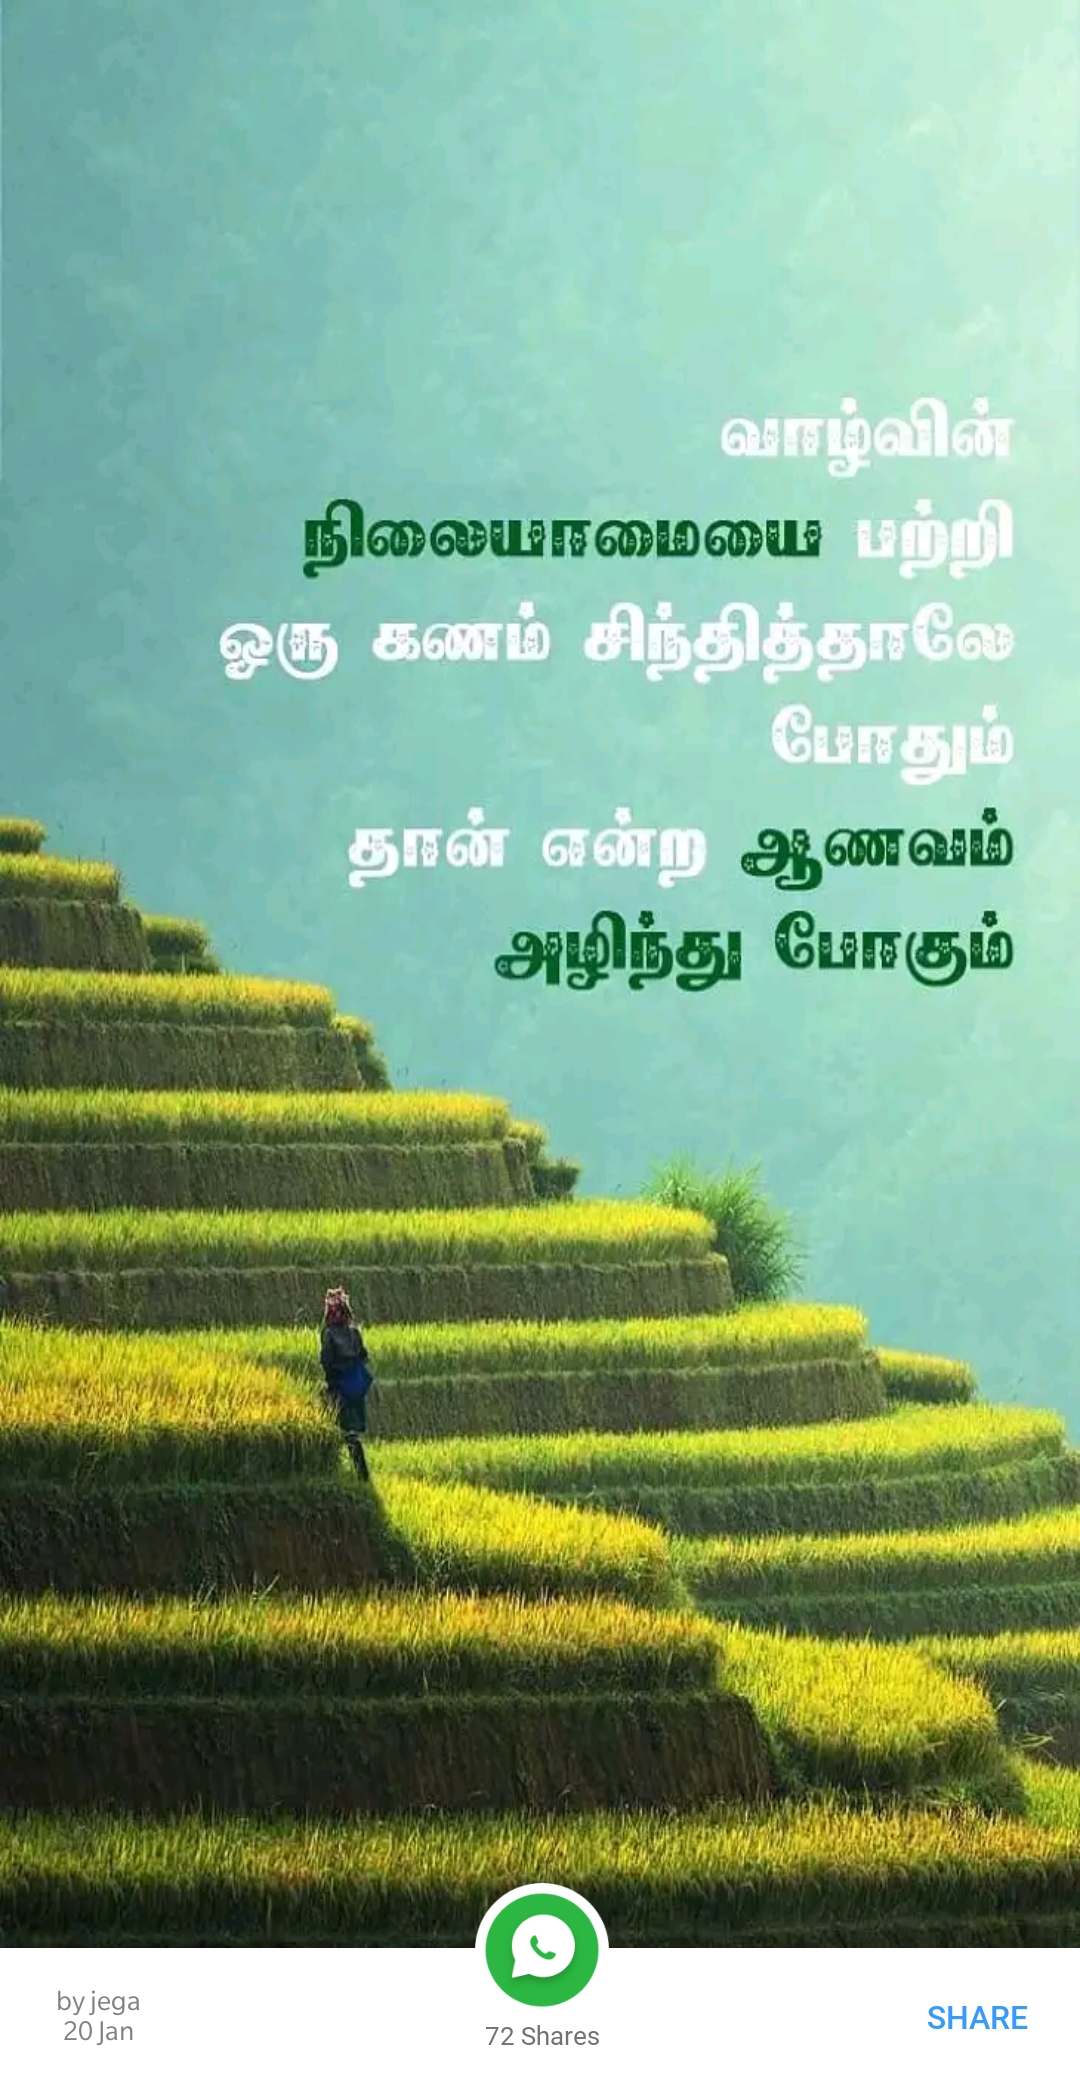 வாழ்வின்
நிலையாமையை பற்றி
ஒரு கணம் சிந்தித்தாலே
போதும்
தான் என்ற ஆணவம்
அழிந்து போகும்
by jega
20 Jan
72 Shares
SHARE